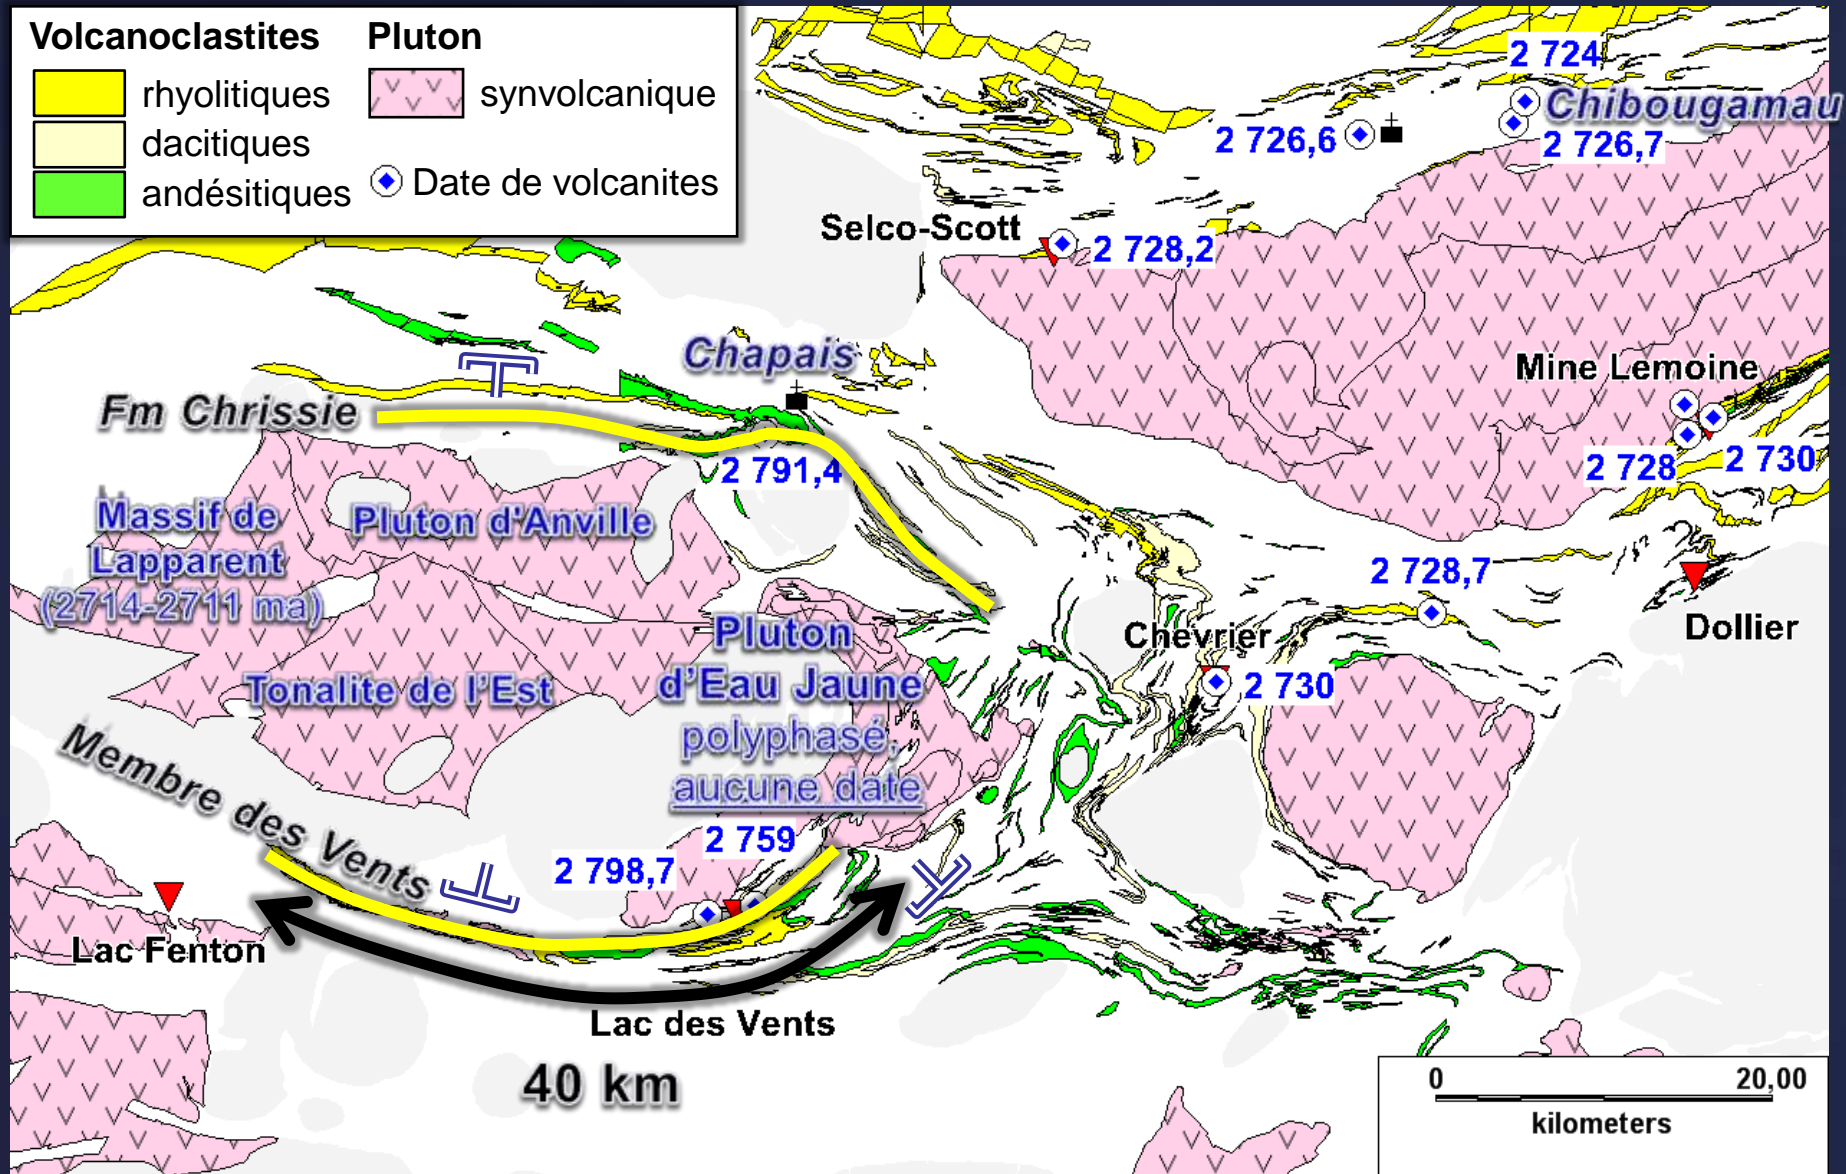 Volcanoclastites
Pluton
rhyolitiques
synvolcanique
dacitiques
andésitiques
Date de volcanites
2 724
Chibougamau
2 726,6
2 726,7
Selco-Scott
2 728,2
Chapais
Mine Lemoine
Fm Chrissie
2 791,4
2 728
2 730
Massif de
Lapparent
(2714-2711 ma)
Pluton d'Anville
2 728,7
Pluton
d'Eau Jaune
polyphasé,
aucune date
Chevrier
Dollier
Tonalite de l'Est
2 730
Membre des Vents
2 759
2 798,7
Lac Fenton
Lac des Vents
40 km
0
20,00
kilometers